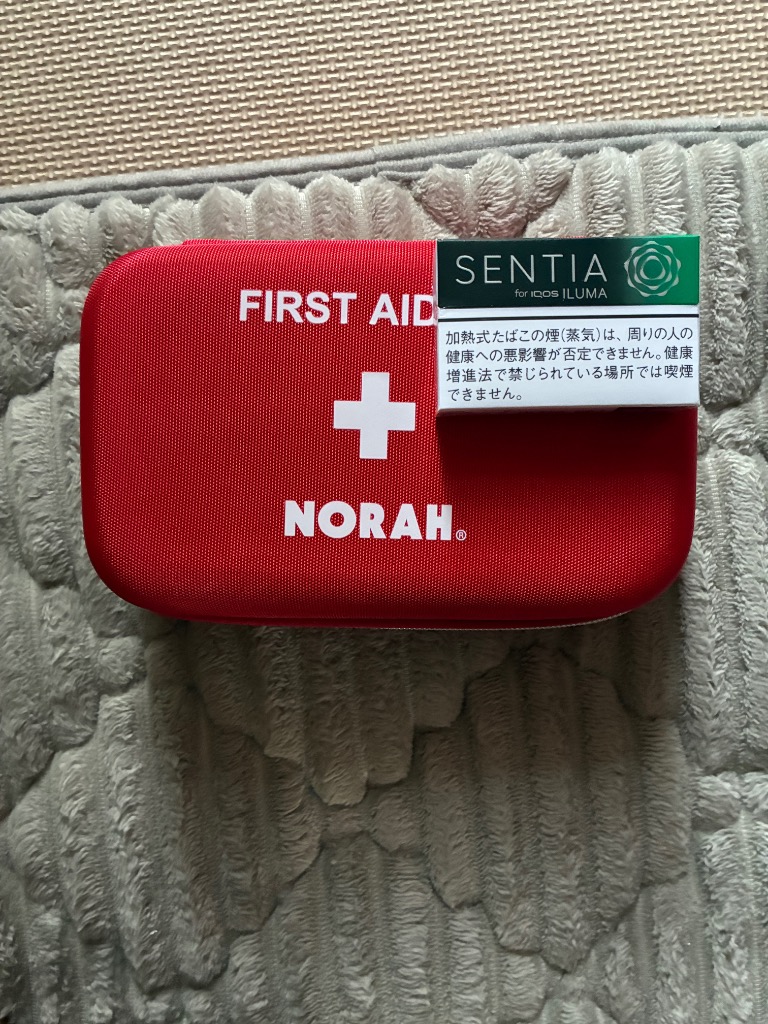 FIRST AID
NORAH®
SENTIA
for IQOS ILUMA
加熱式たばこの煙(蒸気)は、周りの人の
健康への悪影響が否定できません。健康
増進法で禁じられている場所では喫煙
できません。